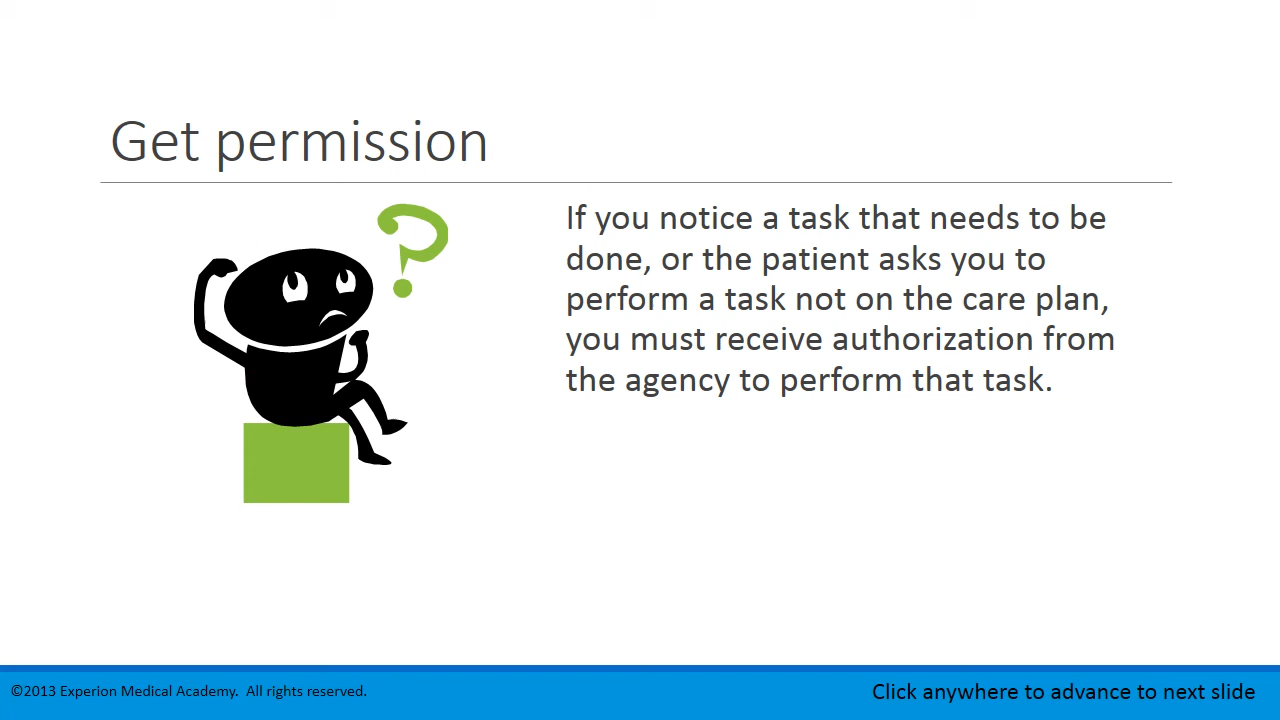 Get permission
If you notice a task that needs to be
done, or the patient asks you to
perform a task not on the care plan,
you must receive authorization from
the agency to perform that task.
?
©2013 Experion Medical Academy.  All rights reserved.
Click anywhere to advance to next slide